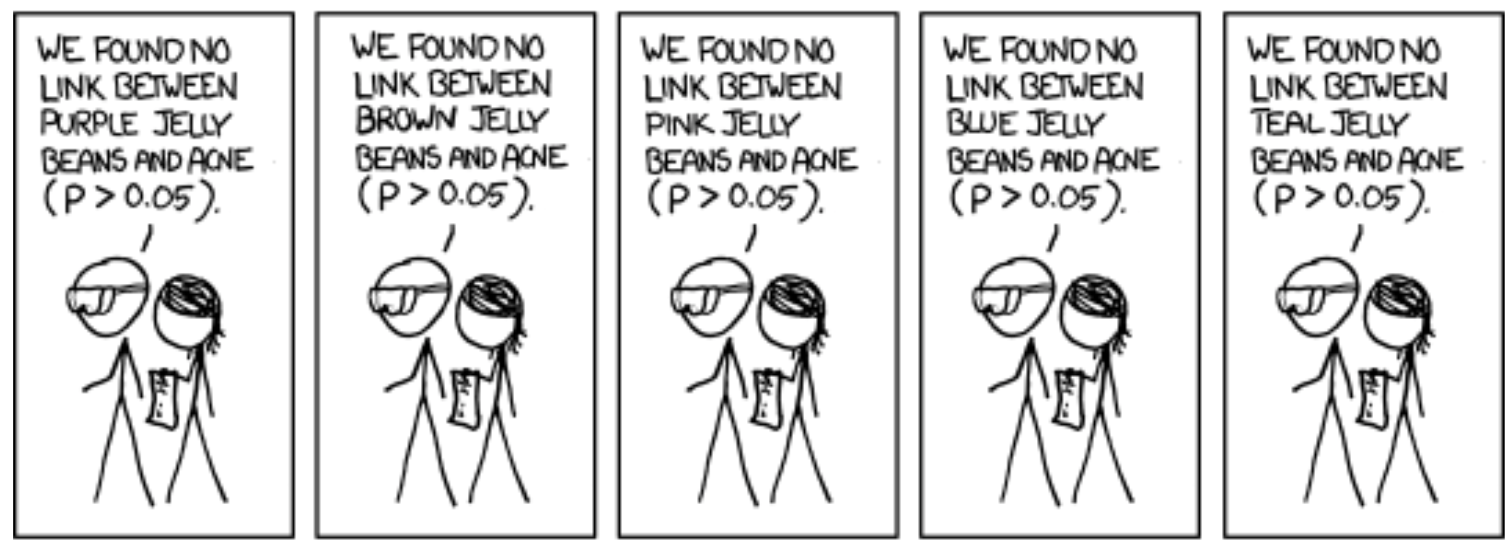 WE FOUND NO
LINK BETWEEN
PURPLE JELLY
BEANS AND ACNE
(P > 0.05).
WE FOUND NO
LINK BETWEEN
BROWN JELLY
BEANS AND ACNE
(P > 0.05).
WE FOUND NO
LINK BETWEEN
PINK JELLY
BEANS AND ACNE
(P > 0.05).
WE FOUND NO
LINK BETWEEN
BLUE JELLY
BEANS AND ACNE
(P > 0.05).
WE FOUND NO
LINK BETWEEN
TEAL JELLY
BEANS AND ACNE
(P > 0.05).